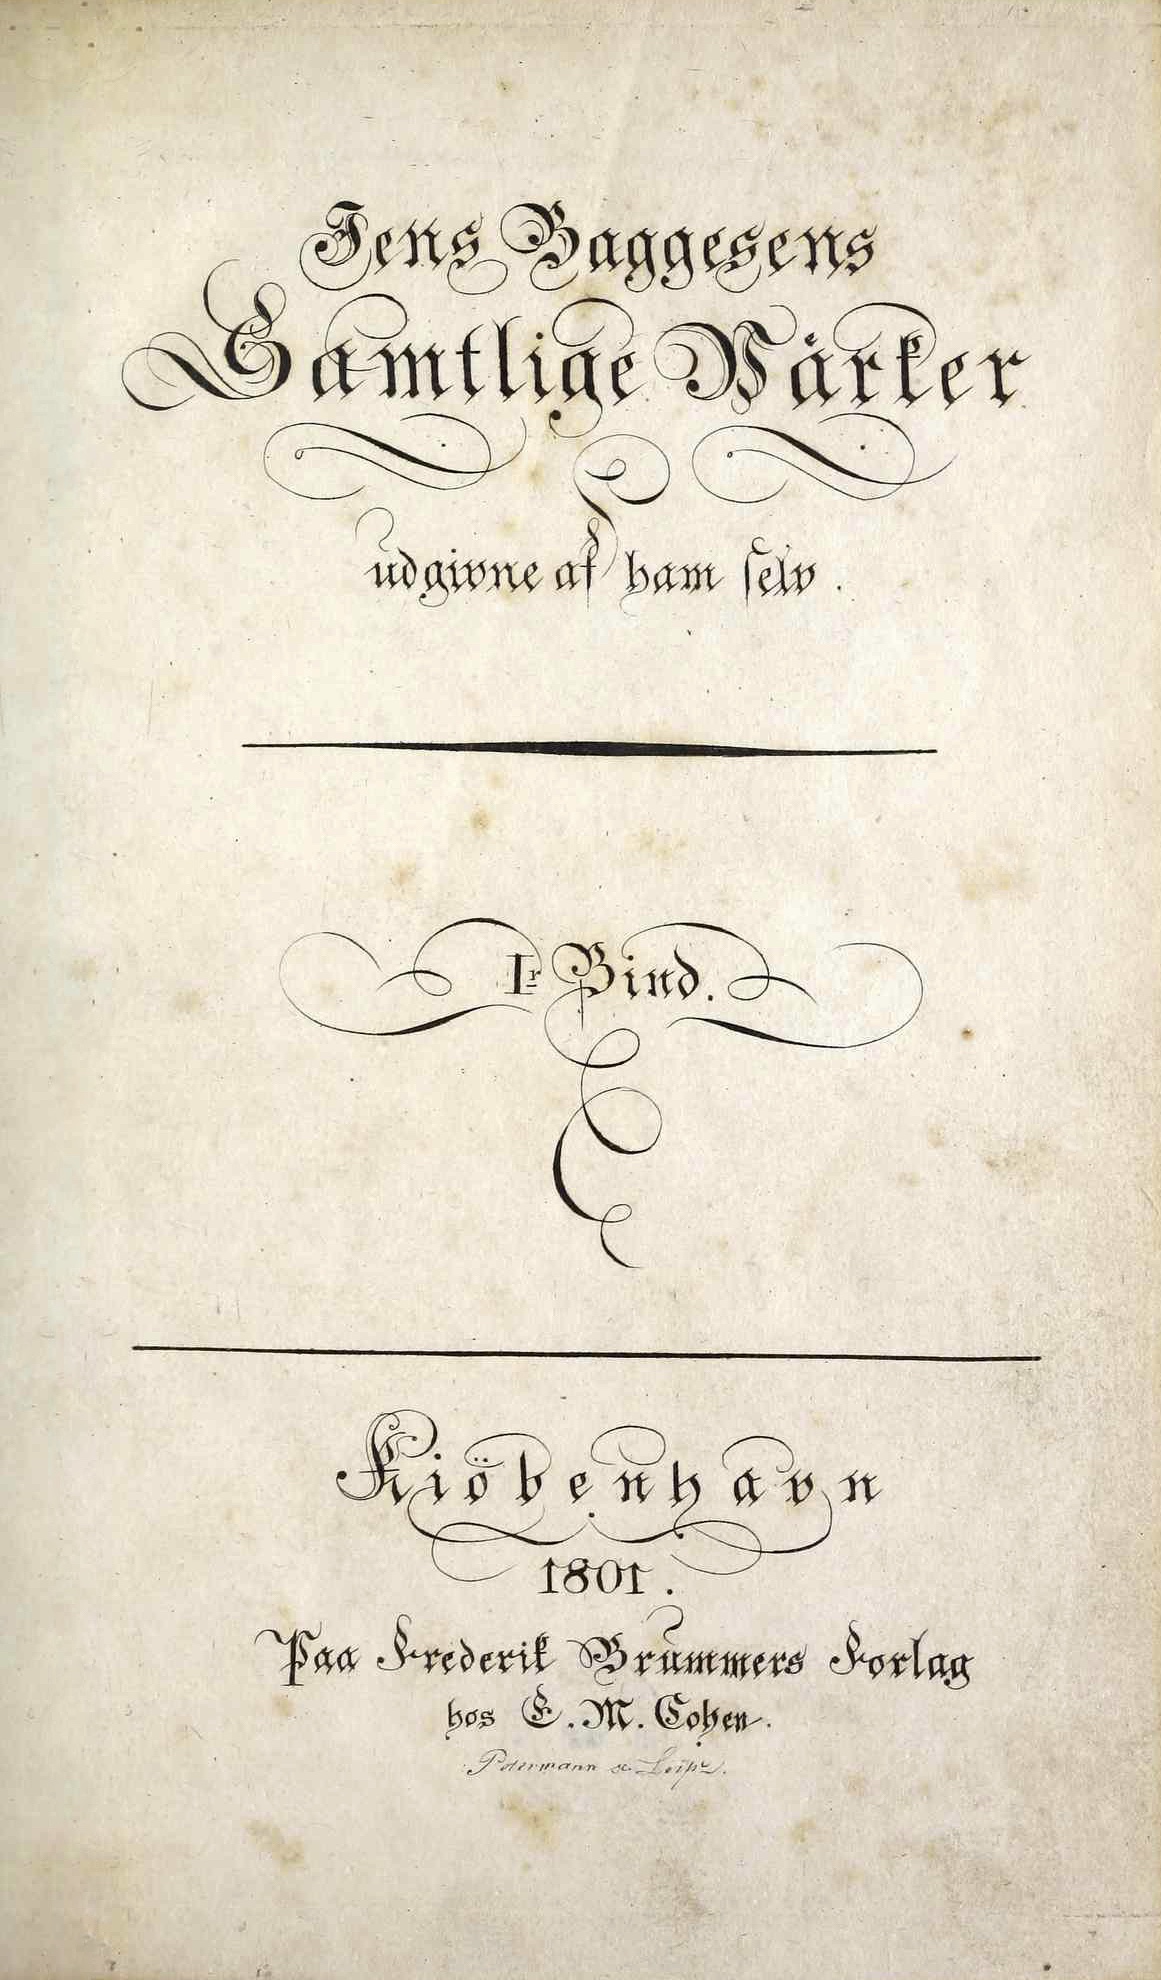 Jens Baggesens
Samtlige Värker
udgivne af ham ſelv.
Ir Bind.
Kiöbenhavn
1801.
Paa Frederik Brummers Forlag
hos E. M. Cohen.
Petermann sc. Leipz.